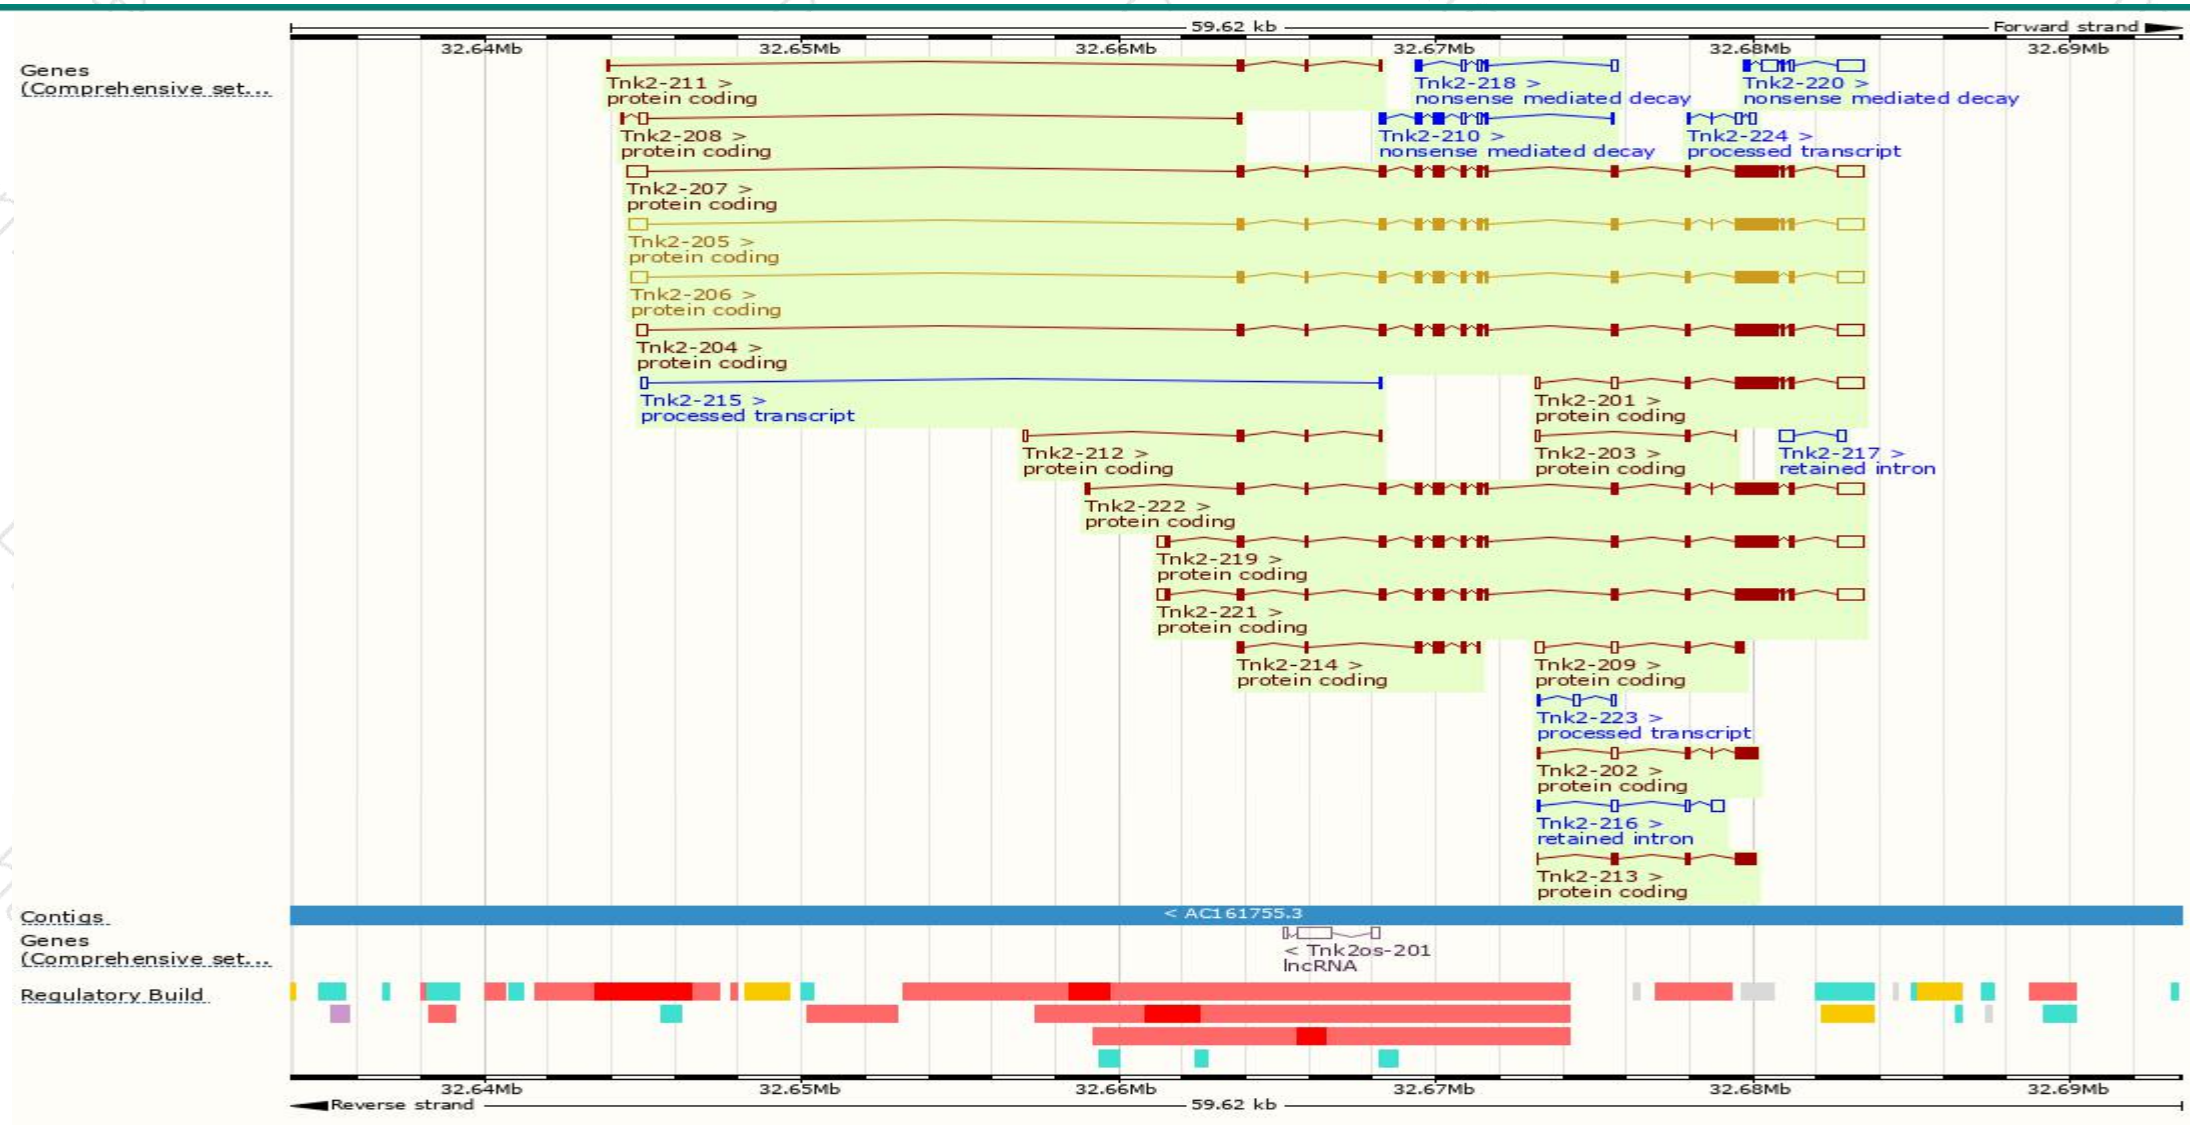 59.62 kb Forward strand
32.64Mb 32.65Mb 32.66Mb 32.67Mb 32.68Mb 32.69Mb
Genes
(Comprehensive set...
Tnk2-211 > Tnk2-218 > Tnk2-220 >
protein coding nonsense mediated decay nonsense mediated decay
Tnk2-208 > Tnk2-210 > Tnk2-224 >
protein coding nonsense mediated decay processed transcript
Tnk2-207 >
protein coding
Tnk2-205 >
protein coding
Tnk2-206 >
protein coding
Tnk2-204 >
protein coding
Tnk2-215 > Tnk2-201 >
processed transcript protein coding
Tnk2-212 > Tnk2-203 > Tnk2-217 >
protein coding protein coding retained intron
Tnk2-222 >
protein coding
Tnk2-219 >
protein coding
Tnk2-221 >
protein coding
Tnk2-214 > Tnk2-209 >
protein coding protein coding
Tnk2-223 >
processed transcript
Tnk2-202 >
protein coding
Tnk2-216 >
retained intron
Tnk2-213 >
protein coding
Contigs < AC161755.3
Genes
(Comprehensive set...
< Tnk2os-201
lncRNA
Regulatory Build
32.64Mb 32.65Mb 32.66Mb 32.67Mb 32.68Mb 32.69Mb
Reverse strand 59.62 kb